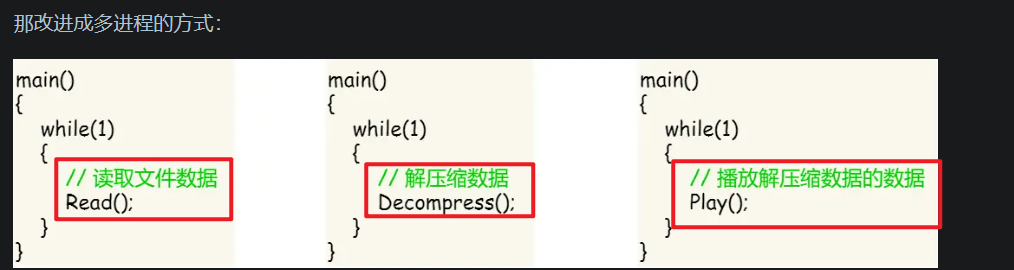 那改进成多进程的方式：
main()
{
while(1)
{
// 读取文件数据
Read();
}
}
main()
{
while(1)
{
// 解压缩数据
Decompress();
}
}
main()
{
while(1)
{
// 播放解压缩数据的数据
Play();
}
}